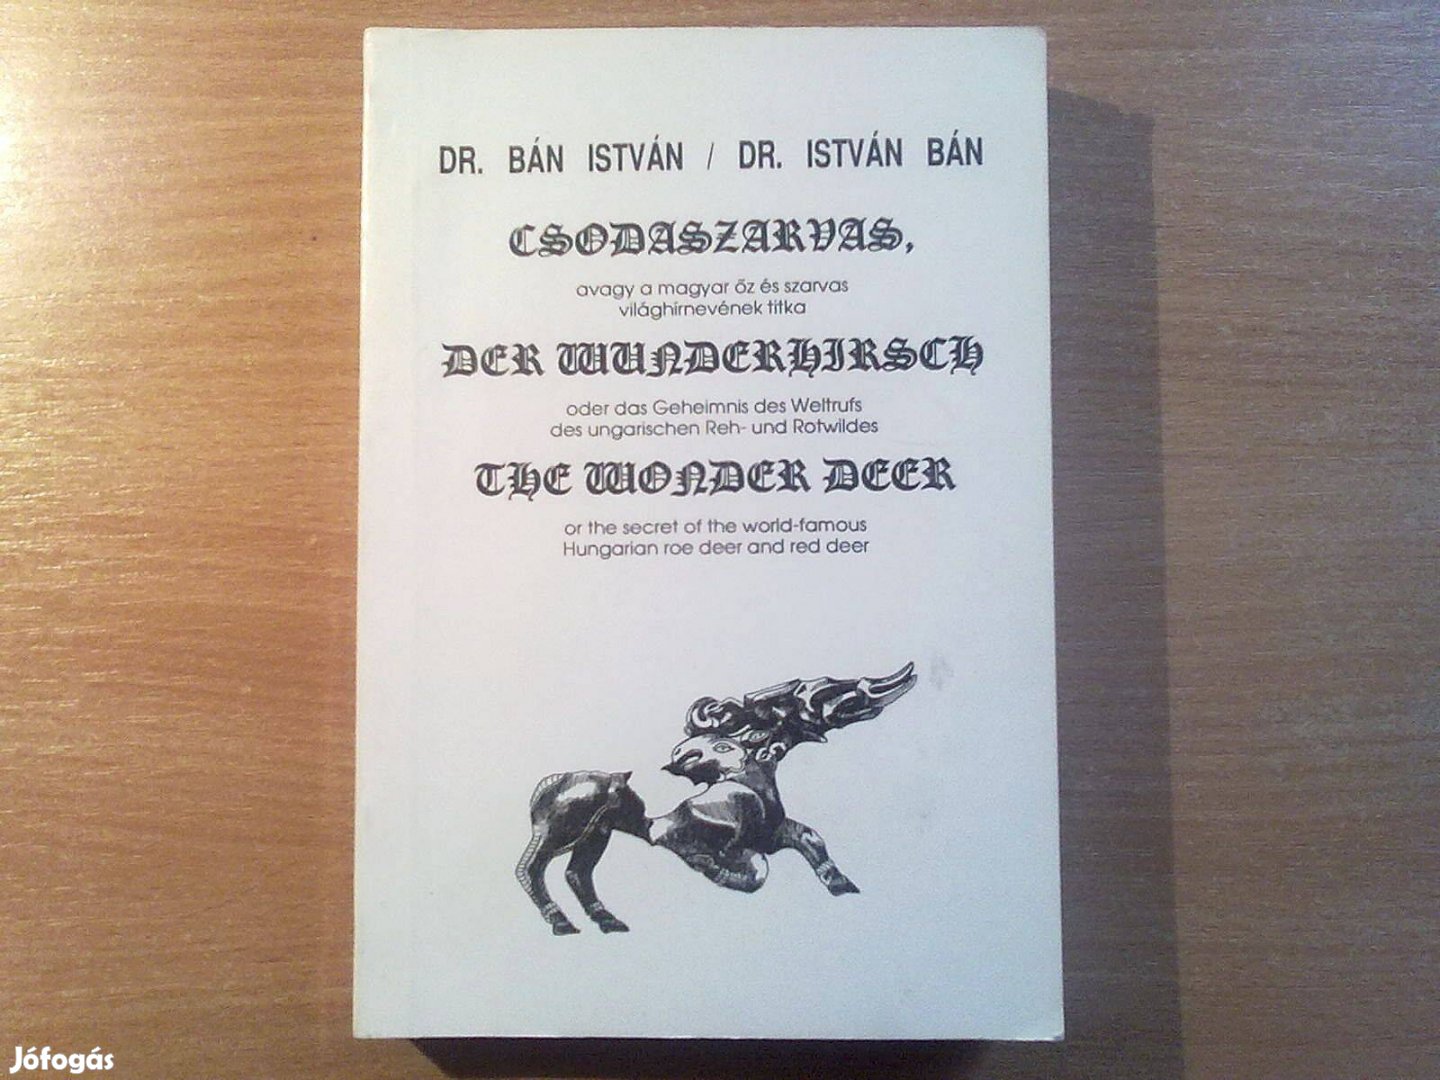 DR. BÁN ISTVÁN / DR. ISTVÁN BÁN
CSODASZARVAS,
avagy a magyar őz és szarvas
világhírnevének titka
DER WUNDERHIRSCH
oder das Geheimnis des Weltrufs
des ungarischen Reh- und Rotwildes
THE WONDER DEER
or the secret of the world-famous
Hungarian roe deer and red deer
Jófogás